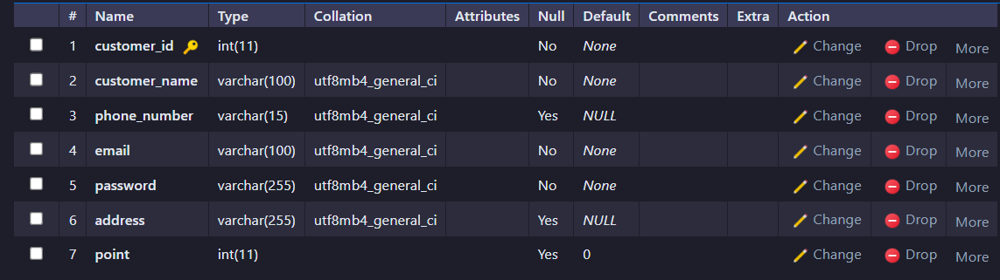 # Name Type Collation Attributes Null Default Comments Extra Action
1 customer_id int(11) No None Change Drop More
2 customer_name varchar(100) utf8mb4_general_ci No None Change Drop More
3 phone_number varchar(15) utf8mb4_general_ci Yes NULL Change Drop More
4 email varchar(100) utf8mb4_general_ci No None Change Drop More
5 password varchar(255) utf8mb4_general_ci No None Change Drop More
6 address varchar(255) utf8mb4_general_ci Yes NULL Change Drop More
7 point int(11) Yes 0 Change Drop More